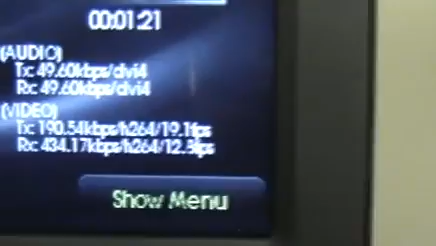 00:01:21
(AUDIO)
Tx: 49.60kbps/dvi4
Rx: 49.60kbps/dvi4
(VIDEO)
Tx: 190.54kbps/h264/19.1fps
Rx: 434.17kbps/h264/12.3fps
Show Menu